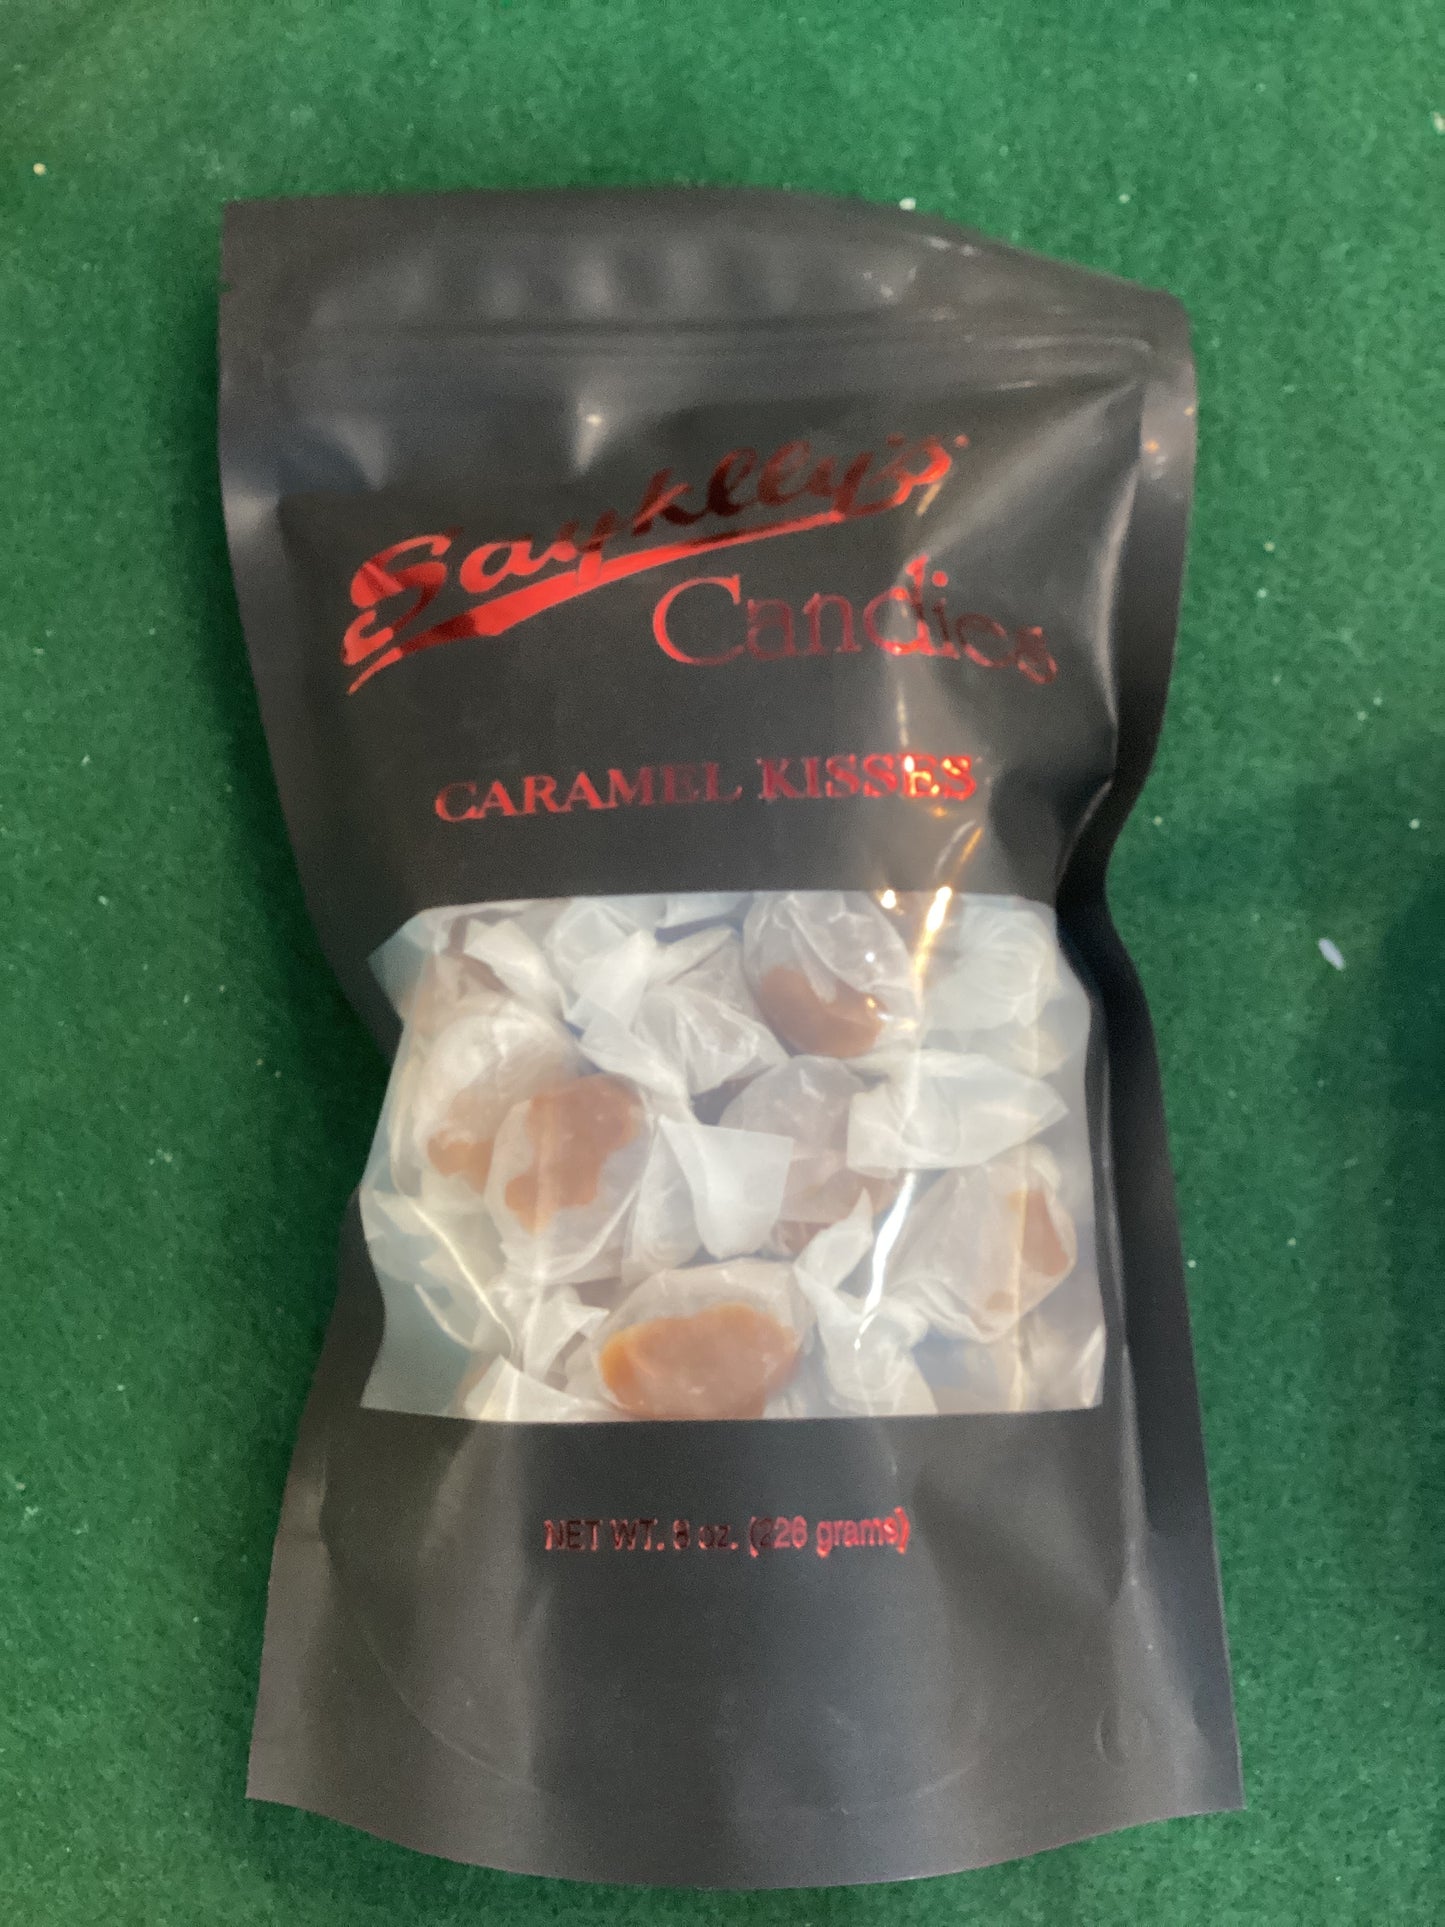 Sayklly's
Candies
CARAMEL KISSES
NET WT. 8 oz. (226 grams)